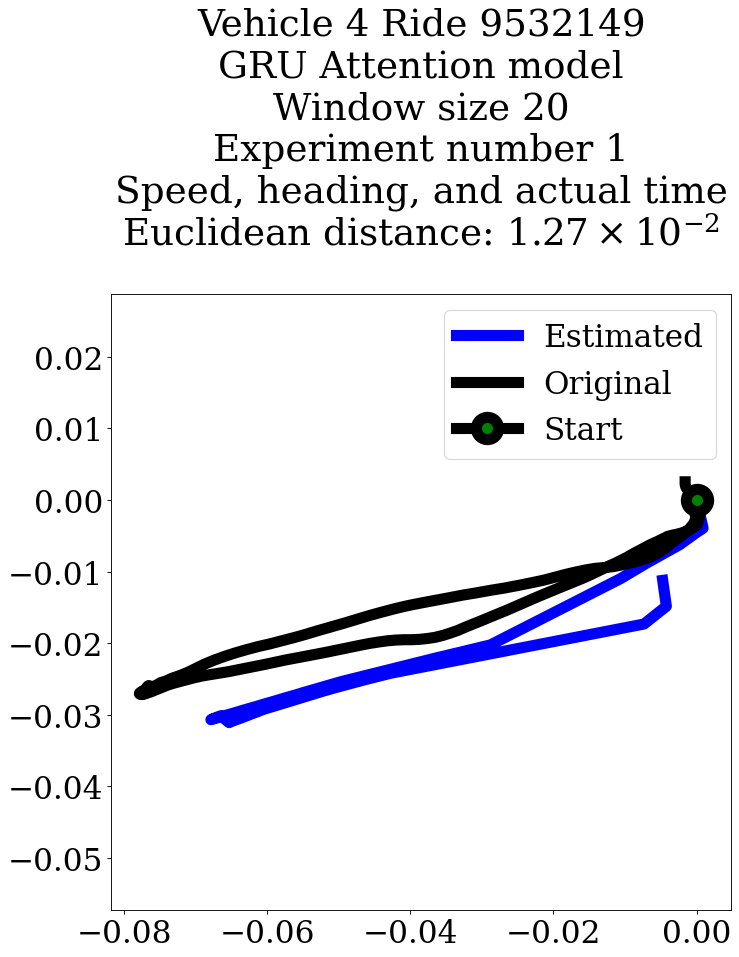 Vehicle 4 Ride 9532149
GRU Attention model
Window size 20
Experiment number 1
Speed, heading, and actual time
Euclidean distance: 1.27 × 10⁻²
Estimated
Original
Start
0.02
0.01
0.00
−0.01
−0.02
−0.03
−0.04
−0.05
−0.08 −0.06 −0.04 −0.02 0.00